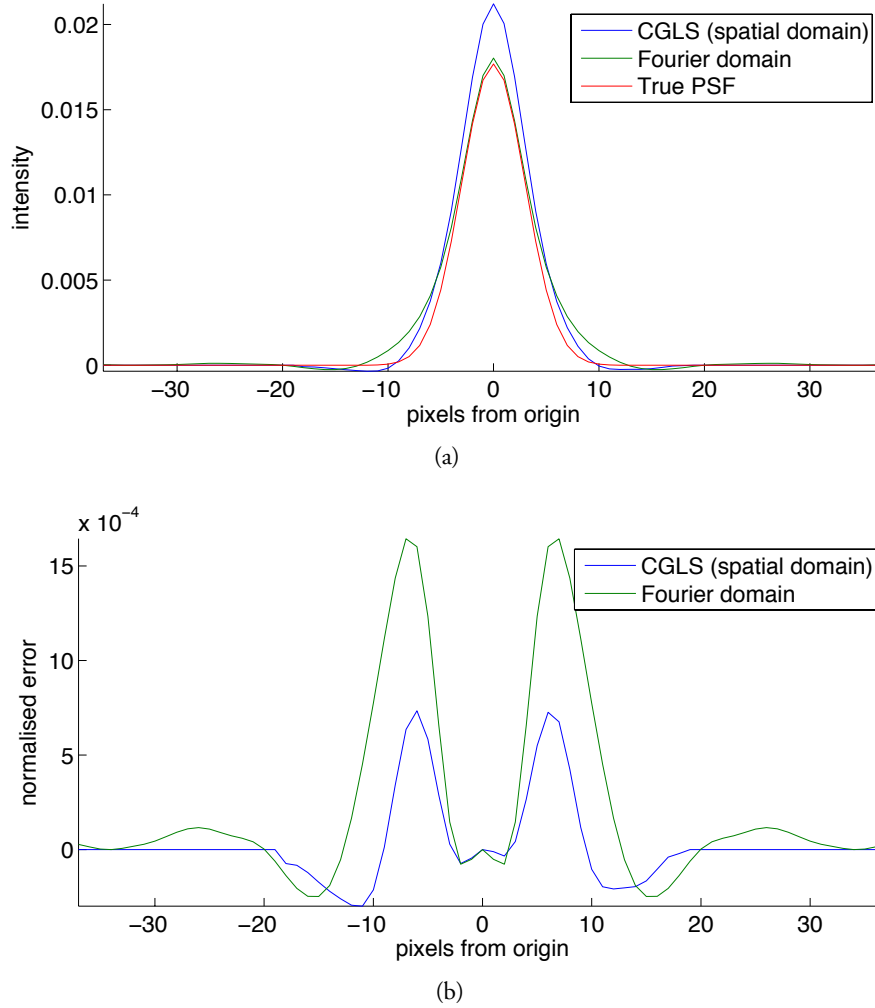 0.02
0.015
0.01
0.005
0
intensity
CGLS (spatial domain)
Fourier domain
True PSF
−30 −20 −10 0 10 20 30
pixels from origin
(a)
x 10⁻⁴
15
10
5
0
normalised error
CGLS (spatial domain)
Fourier domain
−30 −20 −10 0 10 20 30
pixels from origin
(b)